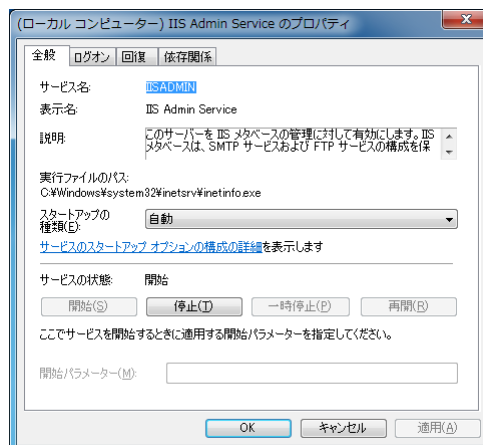 (ローカル コンピューター) IIS Admin Service のプロパティ
全般 ログオン 回復 依存関係
サービス名: IISADMIN
表示名: IIS Admin Service
説明: このサーバーを IIS メタベースの管理に対して有効にします。IIS
メタベースは、SMTP サービスおよび FTP サービスの構成を保
実行ファイルのパス:
C:¥Windows¥system32¥inetsrv¥inetinfo.exe
スタートアップの
種類(E): 自動
サービスのスタートアップ オプションの構成の詳細を表示します
サービスの状態: 開始
開始(S) 停止(T) 一時停止(P) 再開(R)
ここでサービスを開始するときに適用する開始パラメーターを指定してください。
開始パラメーター(M):
OK キャンセル 適用(A)